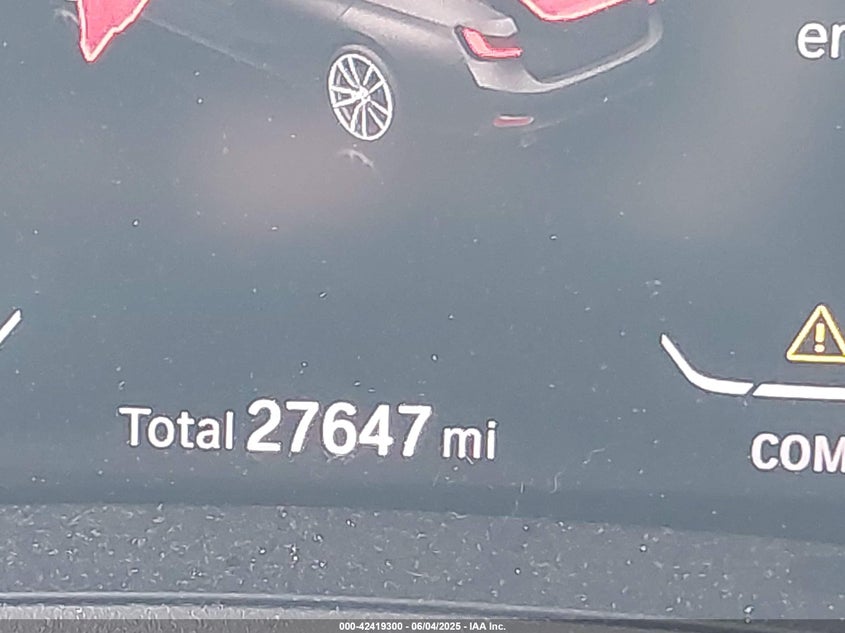 er
Total 27647 mi
COM
000-42419300 - 06/04/2025 - IAA Inc.